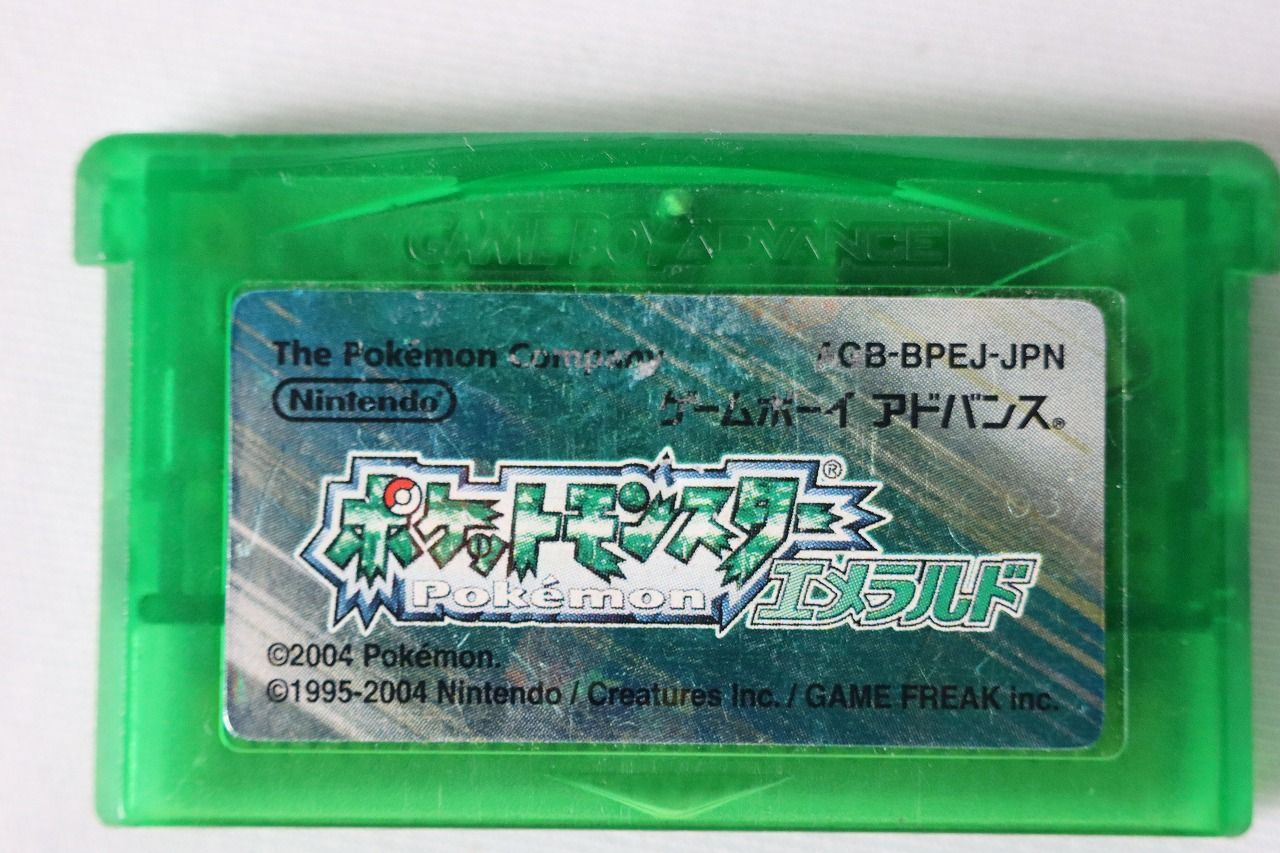 GAME BOY ADVANCE
The Pokémon Company
AGB-BPEJ-JPN
Nintendo
ゲームボーイ アドバンス®
ポケットモンスター®
Pokémon
エメラルド
03
©2004 Pokémon.
©1995-2004 Nintendo / Creatures Inc. / GAME FREAK inc.